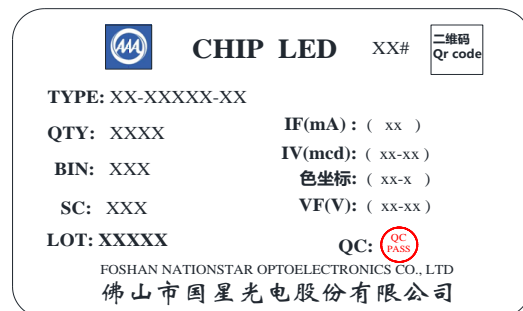 AAA CHIP LED XX# 二维码
Qr code
TYPE: XX-XXXXX-XX
QTY: XXXX IF(mA) : ( xx )
IV(mcd): ( xx-xx )
BIN: XXX 色坐标: ( xx-x )
SC: XXX VF(V): ( xx-xx )
LOT: XXXXX QC: QC
PASS
FOSHAN NATIONSTAR OPTOELECTRONICS CO., LTD
佛山市国星光电股份有限公司